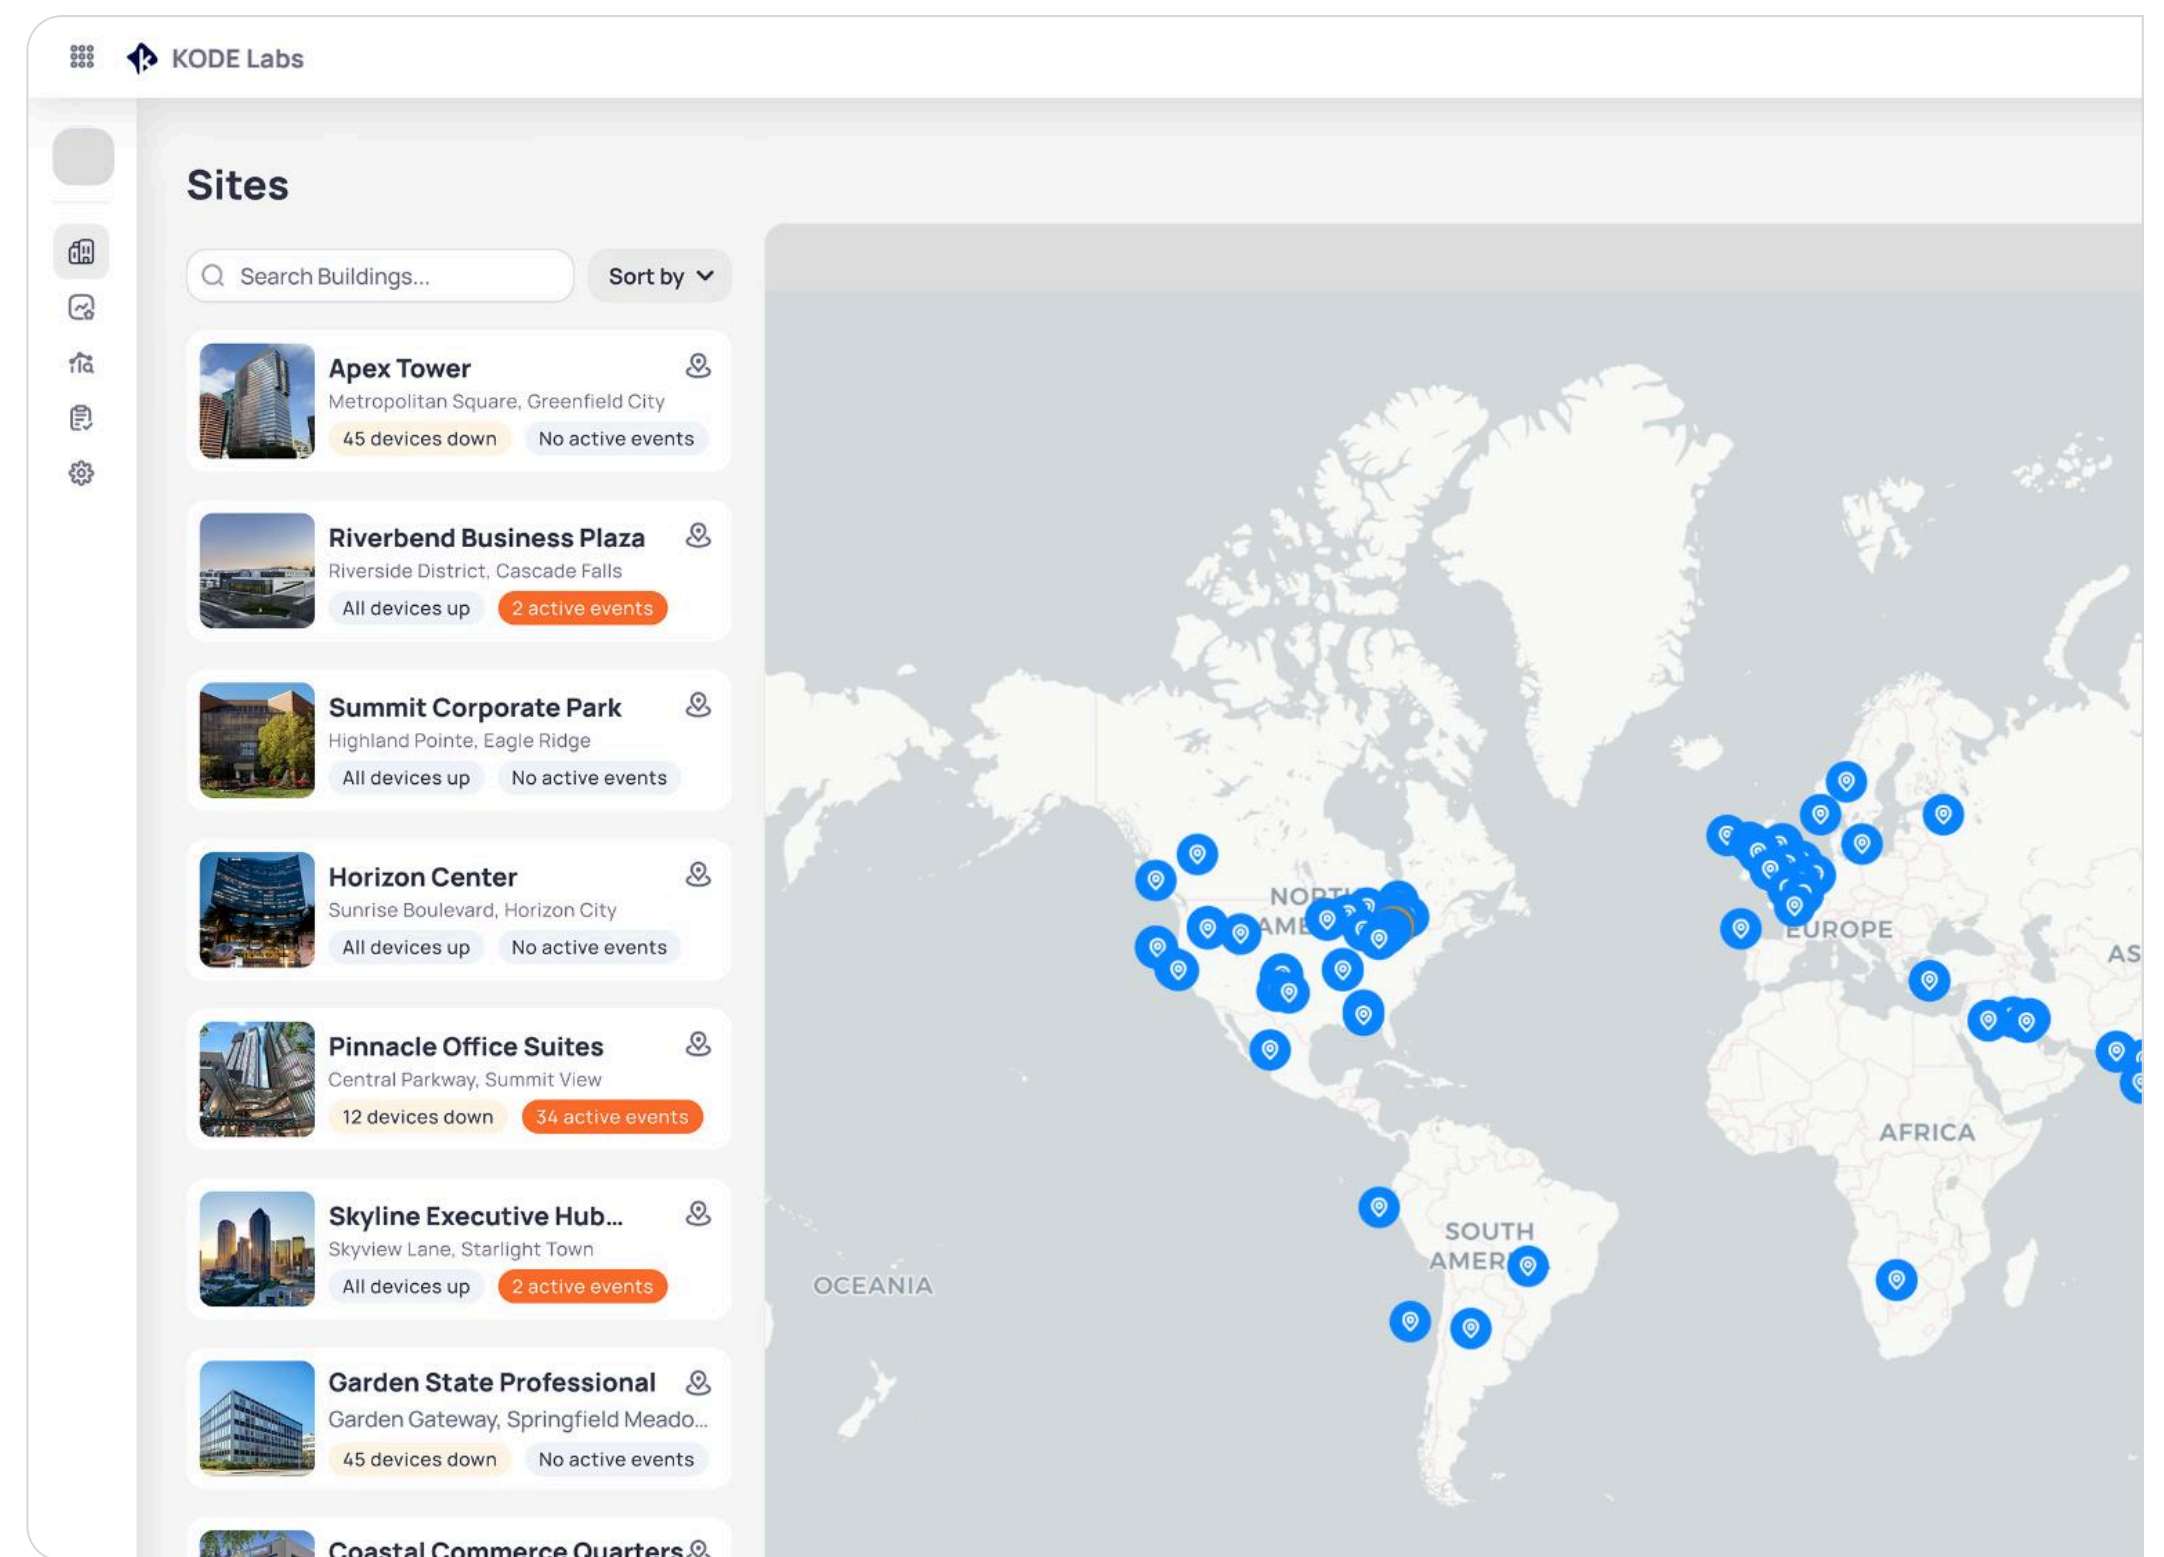 KODE Labs
Sites
Search Buildings...
Sort by
Apex Tower
Metropolitan Square, Greenfield City
45 devices down
No active events
Riverbend Business Plaza
Riverside District, Cascade Falls
All devices up
2 active events
Summit Corporate Park
Highland Pointe, Eagle Ridge
All devices up
No active events
Horizon Center
Sunrise Boulevard, Horizon City
All devices up
No active events
Pinnacle Office Suites
Central Parkway, Summit View
12 devices down
34 active events
Skyline Executive Hub...
Skyview Lane, Starlight Town
All devices up
2 active events
Garden State Professional
Garden Gateway, Springfield Meado...
45 devices down
No active events
Coastal Commerce Quarters
NORTH
AME
EUROPE
AS
AFRICA
SOUTH
AMER
OCEANIA